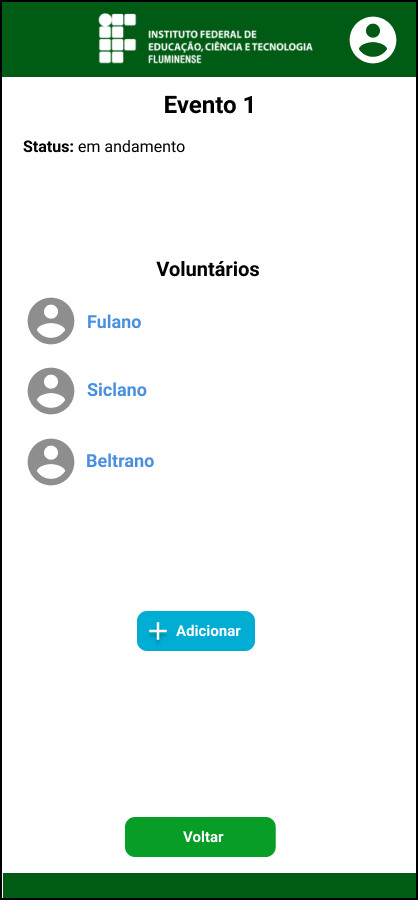 INSTITUTO FEDERAL DE
EDUCAÇÃO, CIÊNCIA E TECNOLOGIA
FLUMINENSE
Evento 1
Status: em andamento
Voluntários
Fulano
Siclano
Beltrano
Adicionar
Voltar